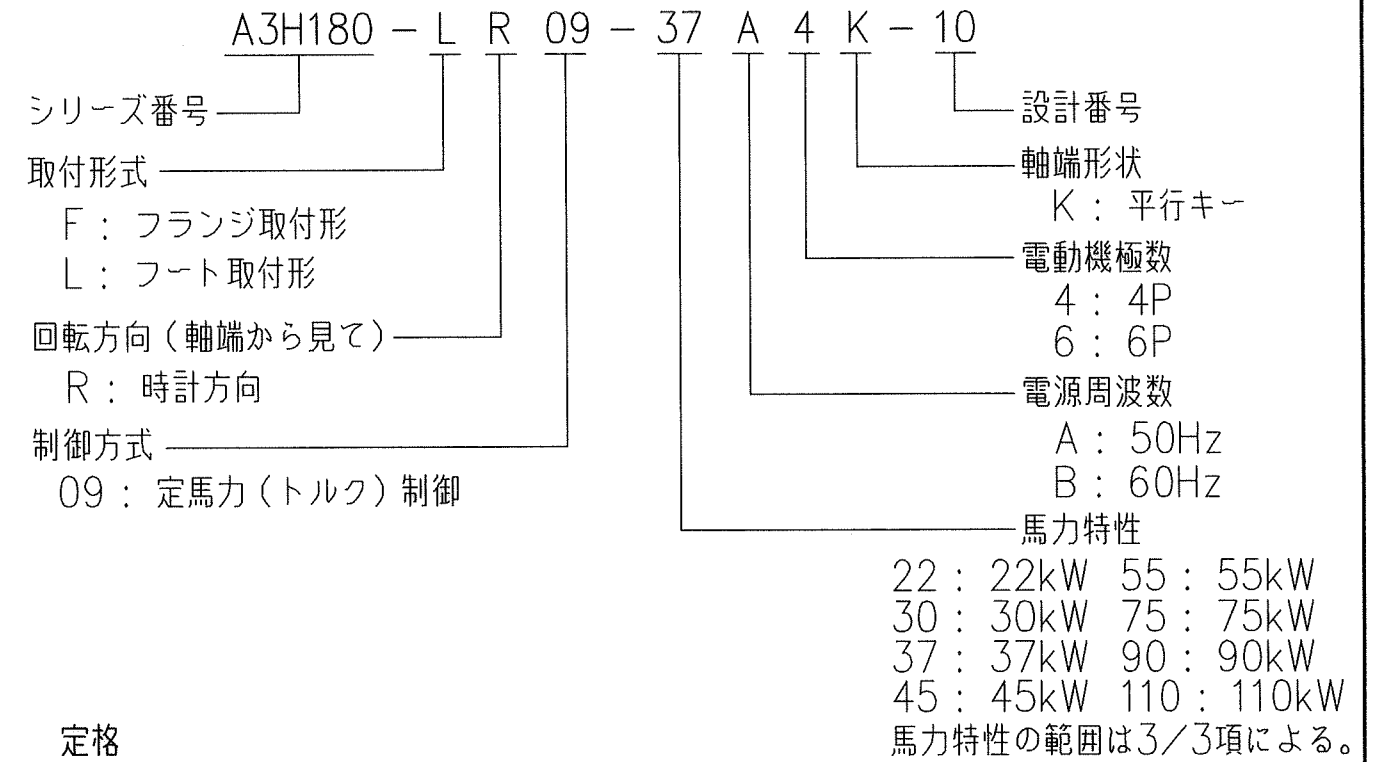 A3H180 - L R 09 - 37 A 4 K - 10
シリーズ番号
取付形式
F : フランジ取付形
L : フート取付形
回転方向（軸端から見て）
R : 時計方向
制御方式
09 : 定馬力（トルク）制御
設計番号
軸端形状
K : 平行キー
電動機極数
4 : 4P
6 : 6P
電源周波数
A : 50Hz
B : 60Hz
馬力特性
22 : 22kW 55 : 55kW
30 : 30kW 75 : 75kW
37 : 37kW 90 : 90kW
45 : 45kW 110 : 110kW
馬力特性の範囲は3/3項による。
定格